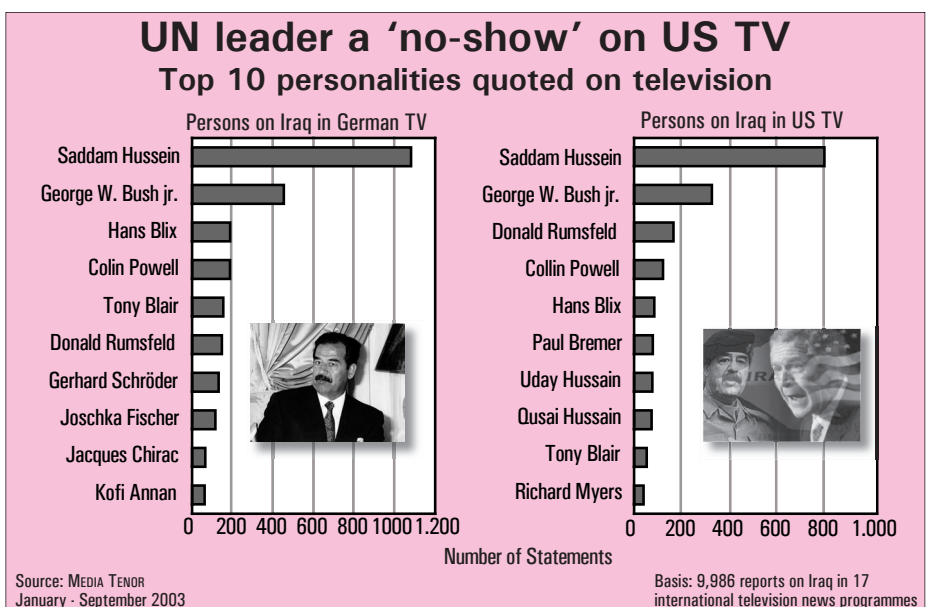 UN leader a ‘no-show’ on US TV
Top 10 personalities quoted on television
Persons on Iraq in German TV
Saddam Hussein
George W. Bush jr.
Hans Blix
Colin Powell
Tony Blair
Donald Rumsfeld
Gerhard Schröder
Joschka Fischer
Jacques Chirac
Kofi Annan
0 200 400 600 800 1000 1.200
Persons on Iraq in US TV
Saddam Hussein
George W. Bush jr.
Donald Rumsfeld
Collin Powell
Hans Blix
Paul Bremer
Uday Hussain
Qusai Hussain
Tony Blair
Richard Myers
0 200 400 600 800 1.000
Number of Statements
Source: MEDIA TENOR
January - September 2003
Basis: 9,986 reports on Iraq in 17
international television news programmes